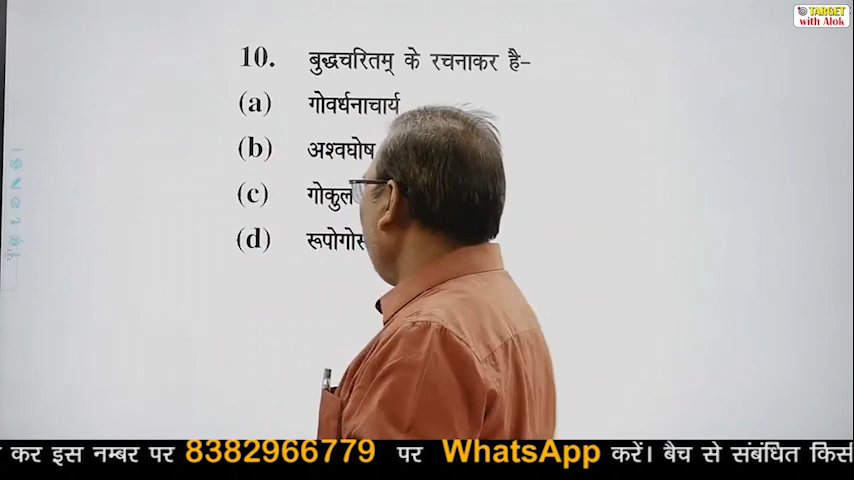 TARGET
with Alok
10. बुद्धचरितम् के रचनाकर है-
(a) गोवर्धनाचार्य
(b) अश्वघोष
(c)
(d)
कर इस नम्बर पर 8382966779 पर WhatsApp करें। बैच से संबंधित